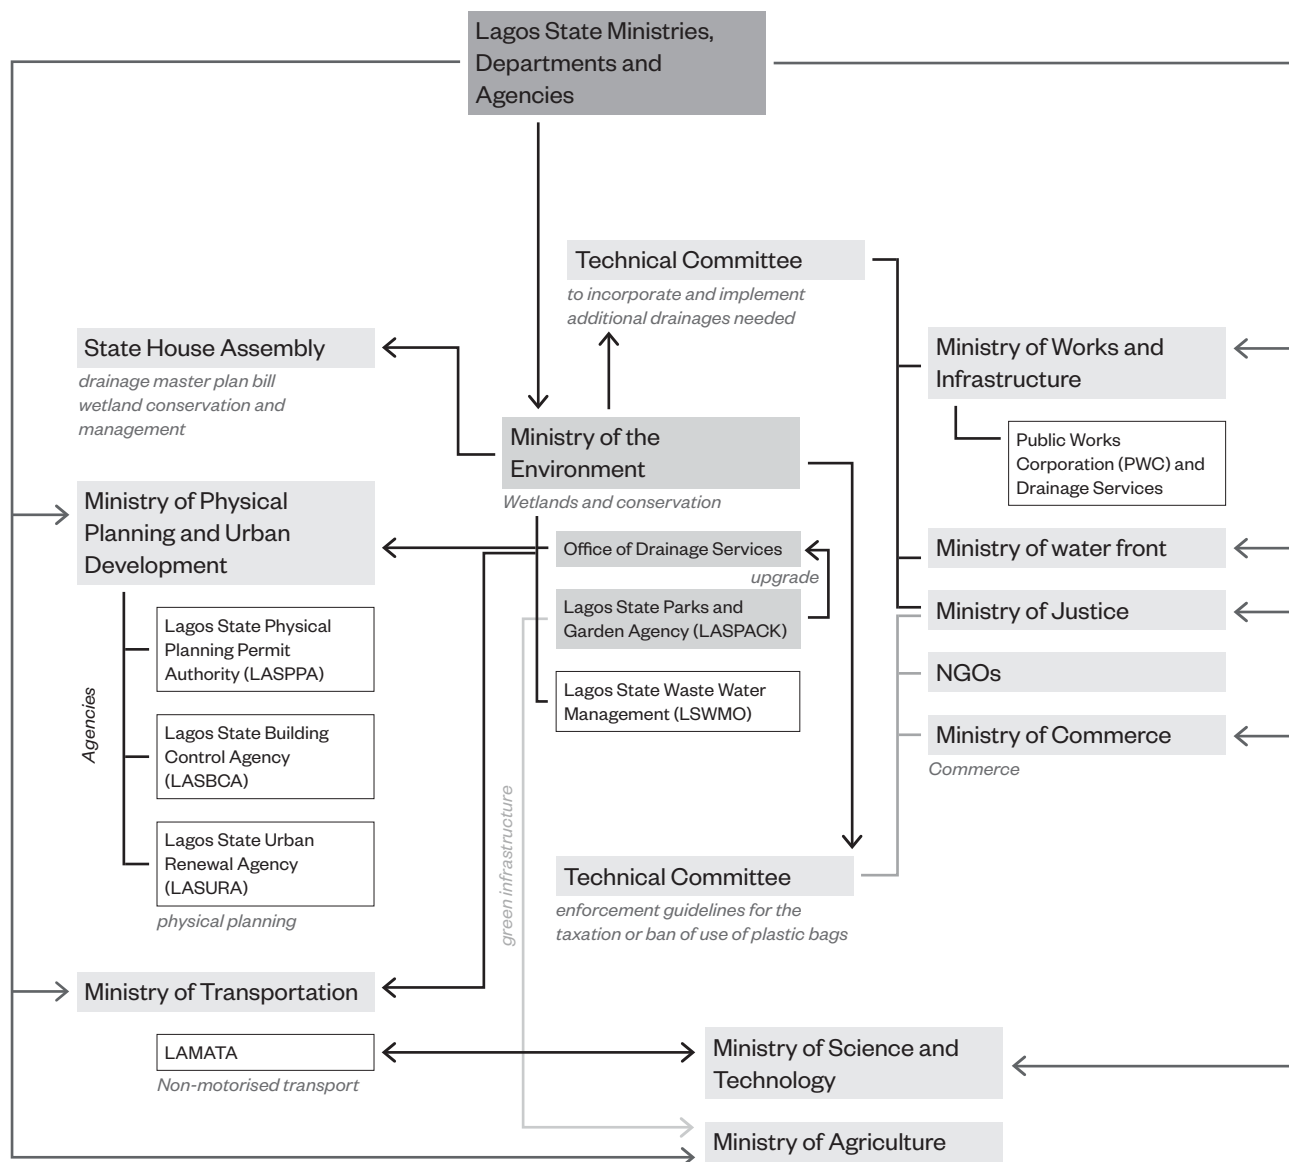 Lagos State Ministries,
Departments and
Agencies
Technical Committee
to incorporate and implement
additional drainages needed
State House Assembly
drainage master plan bill
wetland conservation and
management
Ministry of Works and
Infrastructure
Public Works
Corporation (PWC) and
Drainage Services
Ministry of the
Environment
Wetlands and conservation
Ministry of Physical
Planning and Urban
Development
Office of Drainage Services
upgrade
Lagos State Parks and
Garden Agency (LASPACK)
Lagos State Waste Water
Management (LSWMO)
Ministry of water front
Ministry of Justice
NGOs
Ministry of Commerce
Commerce
Agencies
Lagos State Physical
Planning Permit
Authority (LASPPA)
Lagos State Building
Control Agency
(LASBCA)
Lagos State Urban
Renewal Agency
(LASURA)
physical planning
green infrastructure
Technical Committee
enforcement guidelines for the
taxation or ban of use of plastic bags
Ministry of Transportation
LAMATA
Non-motorised transport
Ministry of Science and
Technology
Ministry of Agriculture